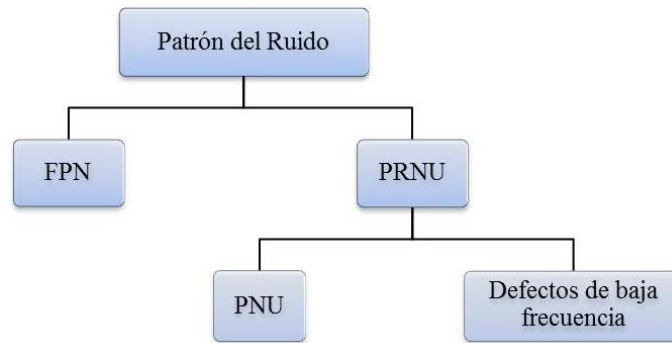 Patrón del Ruido
FPN
PRNU
PNU
Defectos de baja
frecuencia